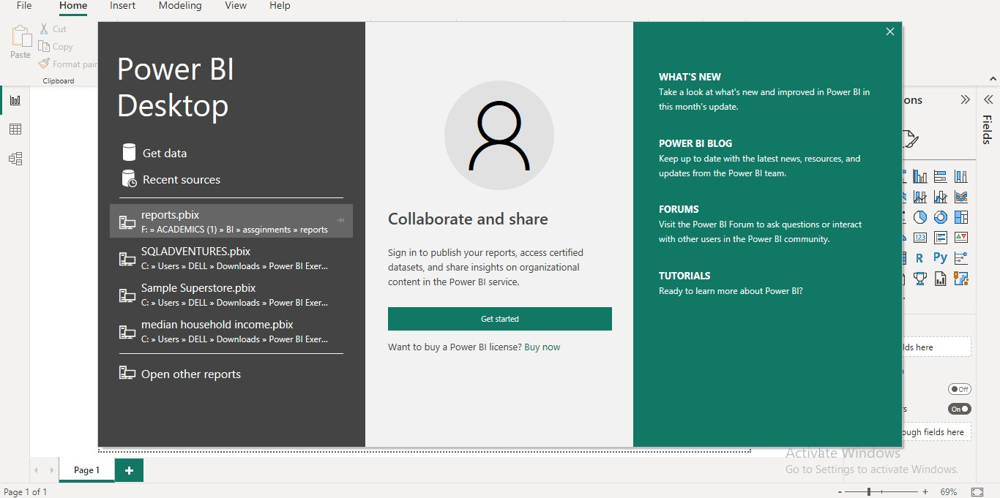 File Home Insert Modeling View Help
Paste
Cut
Copy
Format pain
Clipboard
Power BI
Desktop
Get data
Recent sources
reports.pbix
F: » ACADEMICS (1) » BI » assginments » reports
SQLADVENTURES.pbix
C: » Users » DELL » Downloads » Power BI Exer...
Sample Superstore.pbix
C: » Users » DELL » Downloads » Power BI Exer...
median household income.pbix
C: » Users » DELL » Downloads » Power BI Exer...
Open other reports
Collaborate and share
Sign in to publish your reports, access certified
datasets, and share insights on organizational
content in the Power BI service.
Get started
Want to buy a Power BI license? Buy now
WHAT'S NEW
Take a look at what's new and improved in Power BI in
this month's update.
POWER BI BLOG
Keep up to date with the latest news, resources, and
updates from the Power BI team.
FORUMS
Visit the Power BI Forum to ask questions or interact
with other users in the Power BI community.
TUTORIALS
Ready to learn more about Power BI?
ons
Fields
123
R Py
lds here
Off
s
On
ough fields here
Activate Windows
Go to Settings to activate Windows.
Page 1
Page 1 of 1
- + 69%